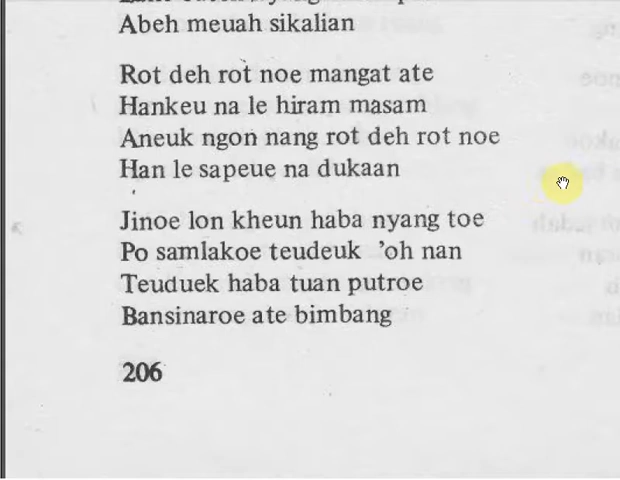 Abeh meuah sikalian
Rot deh rot noe mangat ate
Hankeu na le hiram masam
Aneuk ngon nang rot deh rot noe
Han le sapeue na dukaan
Jinoe lon kheun haba nyang toe
Po samlakoe teudeuk 'oh nan
Teuduek haba tuan putroe
Bansinaroe ate bimbang
206